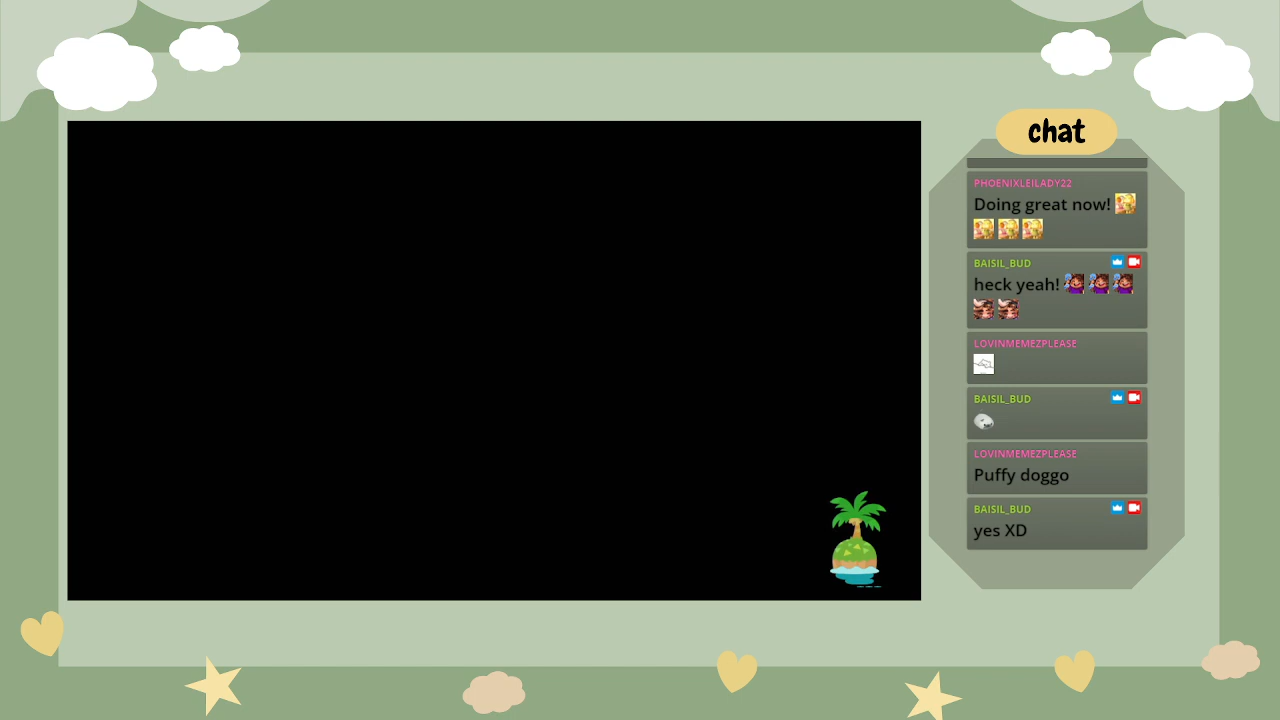 chat
PHOENIXLEILADY22
Doing great now!
BAISIL_BUD
heck yeah!
LOVINMEMEZPLEASE
BAISIL_BUD
LOVINMEMEZPLEASE
Puffy doggo
BAISIL_BUD
yes XD